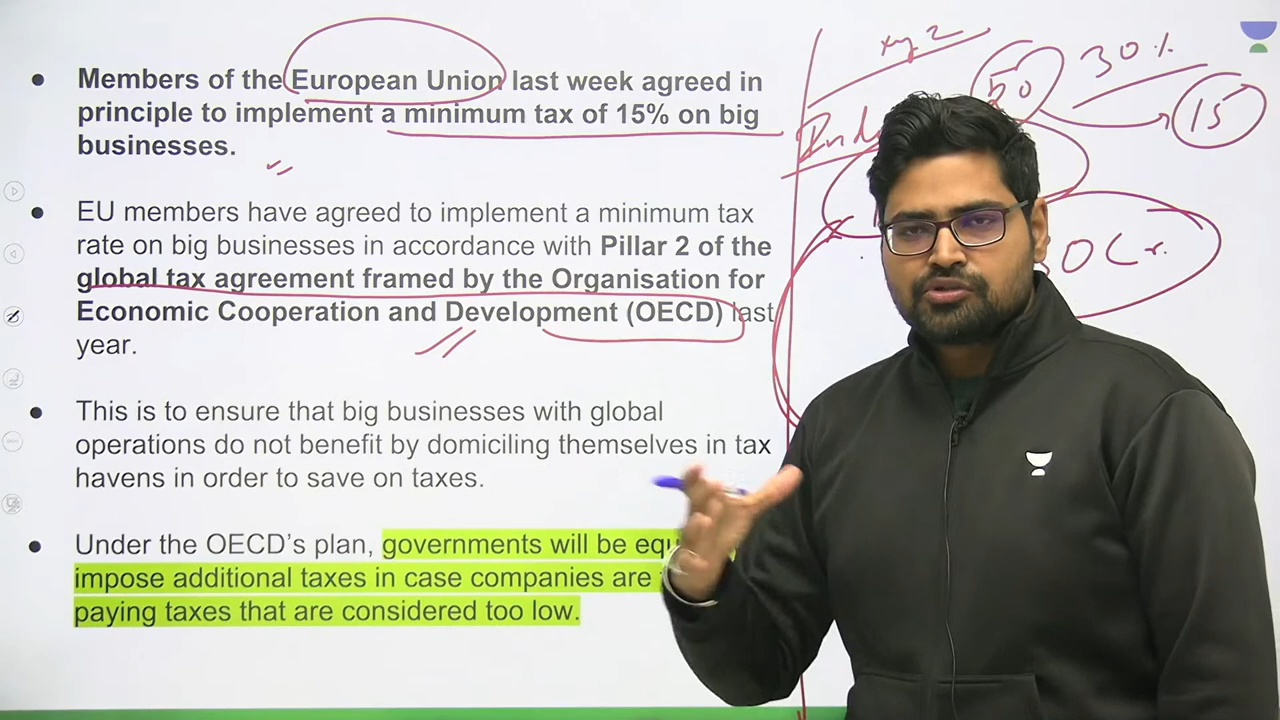 Members of the European Union last week agreed in
principle to implement a minimum tax of 15% on big
businesses.
EU members have agreed to implement a minimum tax
rate on big businesses in accordance with Pillar 2 of the
global tax agreement framed by the Organisation for
Economic Cooperation and Development (OECD) last
year.
This is to ensure that big businesses with global
operations do not benefit by domiciling themselves in tax
havens in order to save on taxes.
Under the OECD's plan, governments will be
impose additional taxes in case companies are
paying taxes that are considered too low.
xyz
50
30%
15
0 Cr.